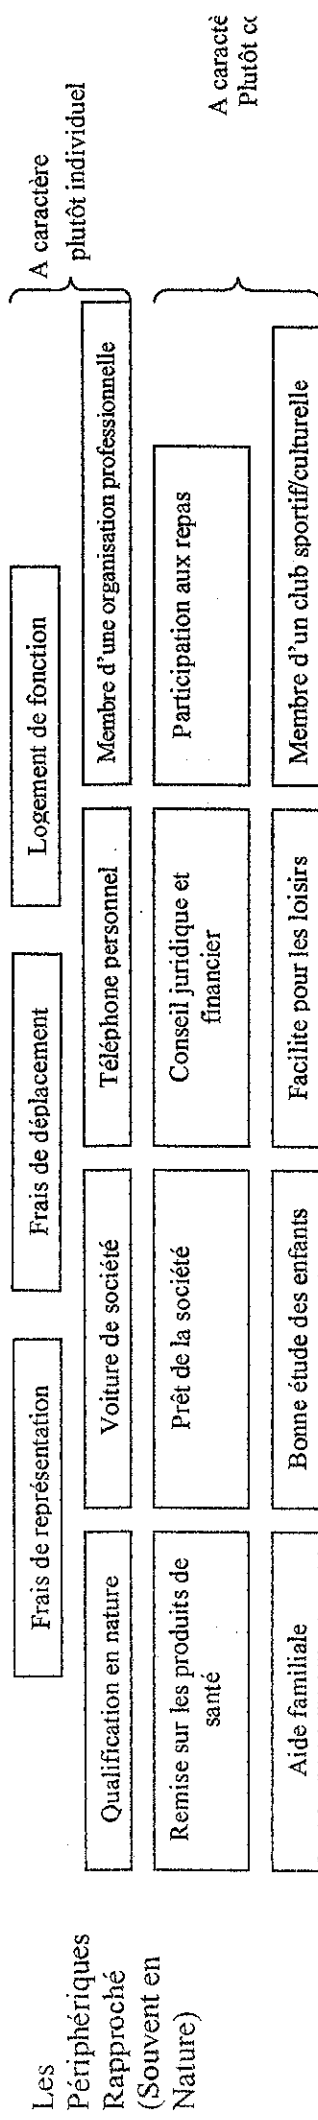 Les
Périphériques
Rapproché
(Souvent en
Nature)
Frais de représentation
Frais de déplacement
Logement de fonction
A caractère
plutôt individuel
Qualification en nature
Voiture de société
Téléphone personnel
Membre d'une organisation professionnelle
Remise sur les produits de
santé
Prêt de la société
Conseil juridique et
financier
Participation aux repas
A caracté
Plutôt co
Aide familiale
Bonne étude des enfants
Facilite pour les loisirs
Membre d'un club sportif/culturelle